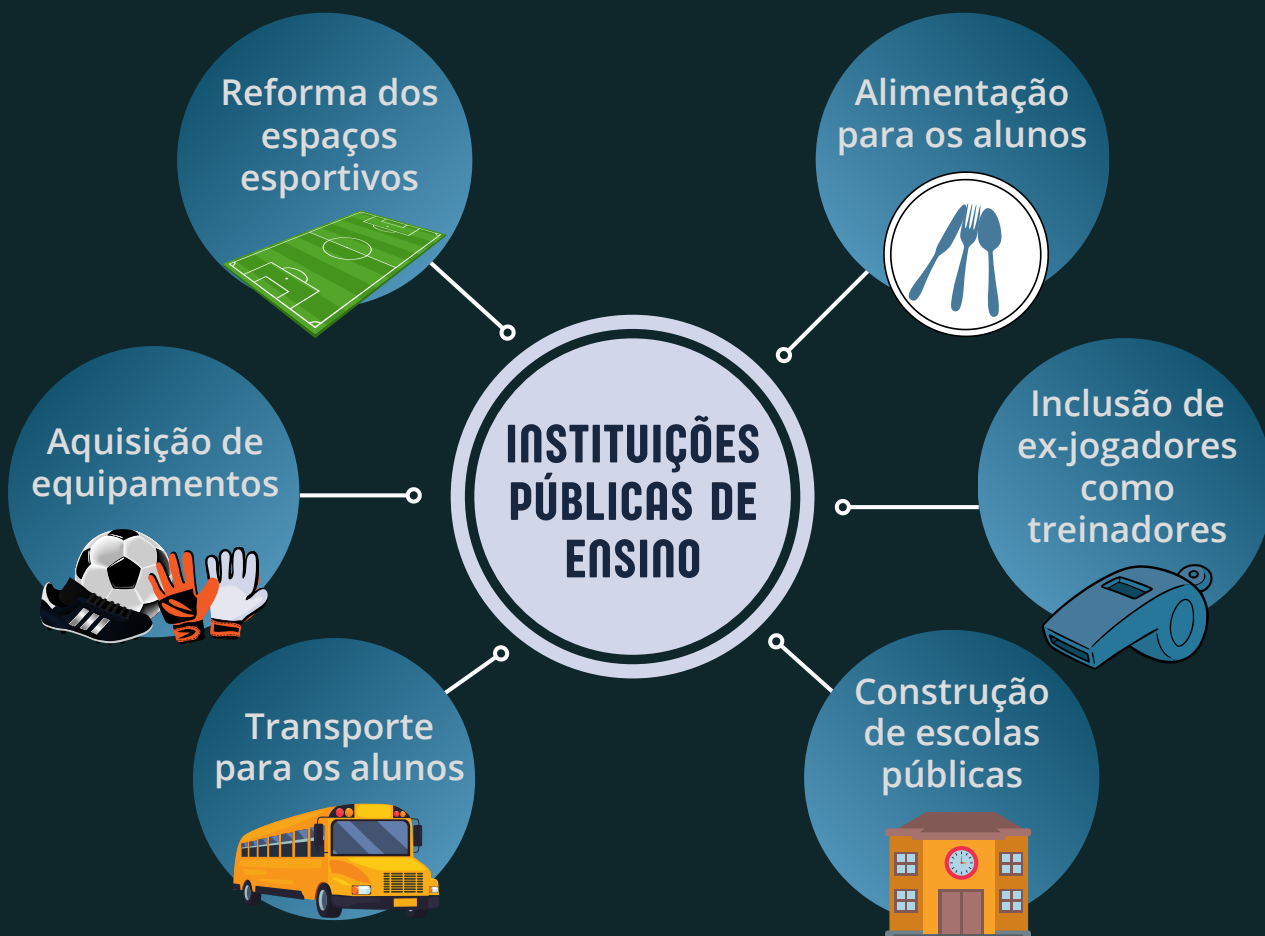 Reforma dos
espaços
esportivos
Alimentação
para os alunos
Aquisição de
equipamentos
INSTITUIÇÕES
PÚBLICAS DE
ENSINO
Inclusão de
ex-jogadores
como
treinadores
Transporte
para os alunos
Construção
de escolas
públicas